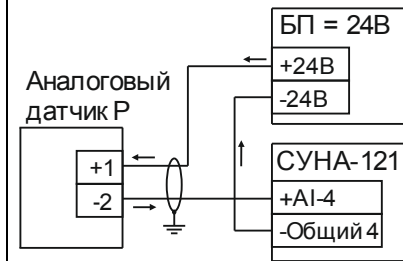 БП = 24В
+24В
-24В
Аналоговый
датчик Р
+1
-2
СУНА-121
+AI-4
-Общий 4